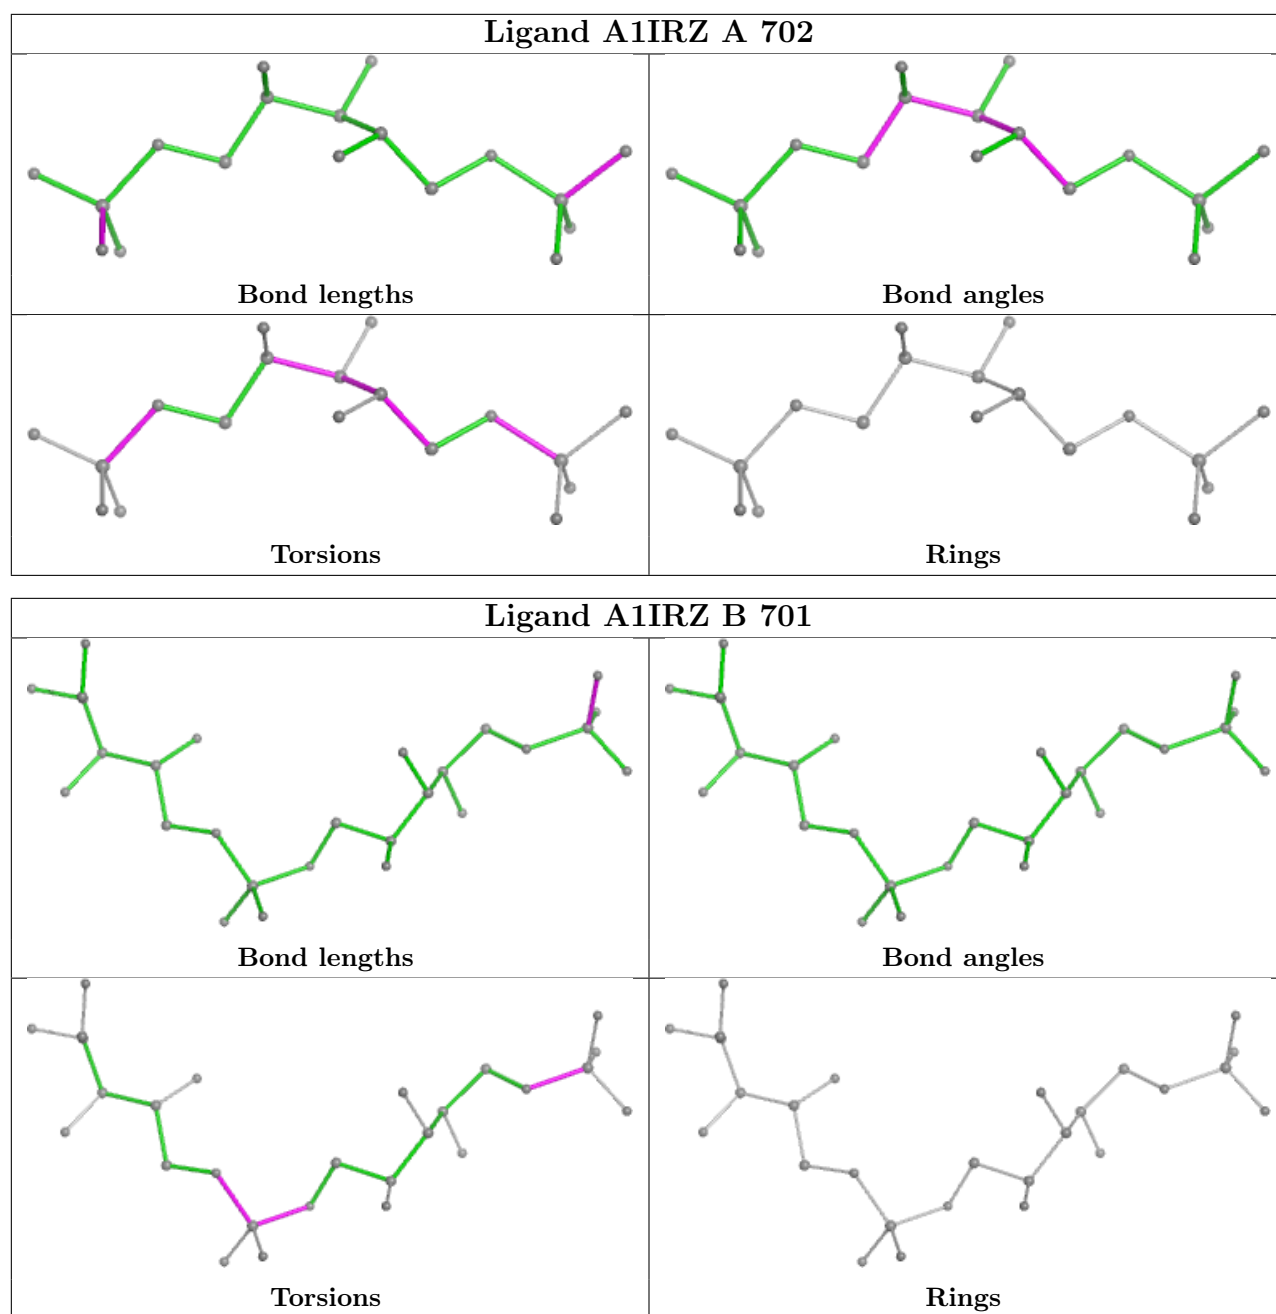 Ligand A1IRZ A 702
Bond lengths
Bond angles
Torsions
Rings
Ligand A1IRZ B 701
Bond lengths
Bond angles
Torsions
Rings